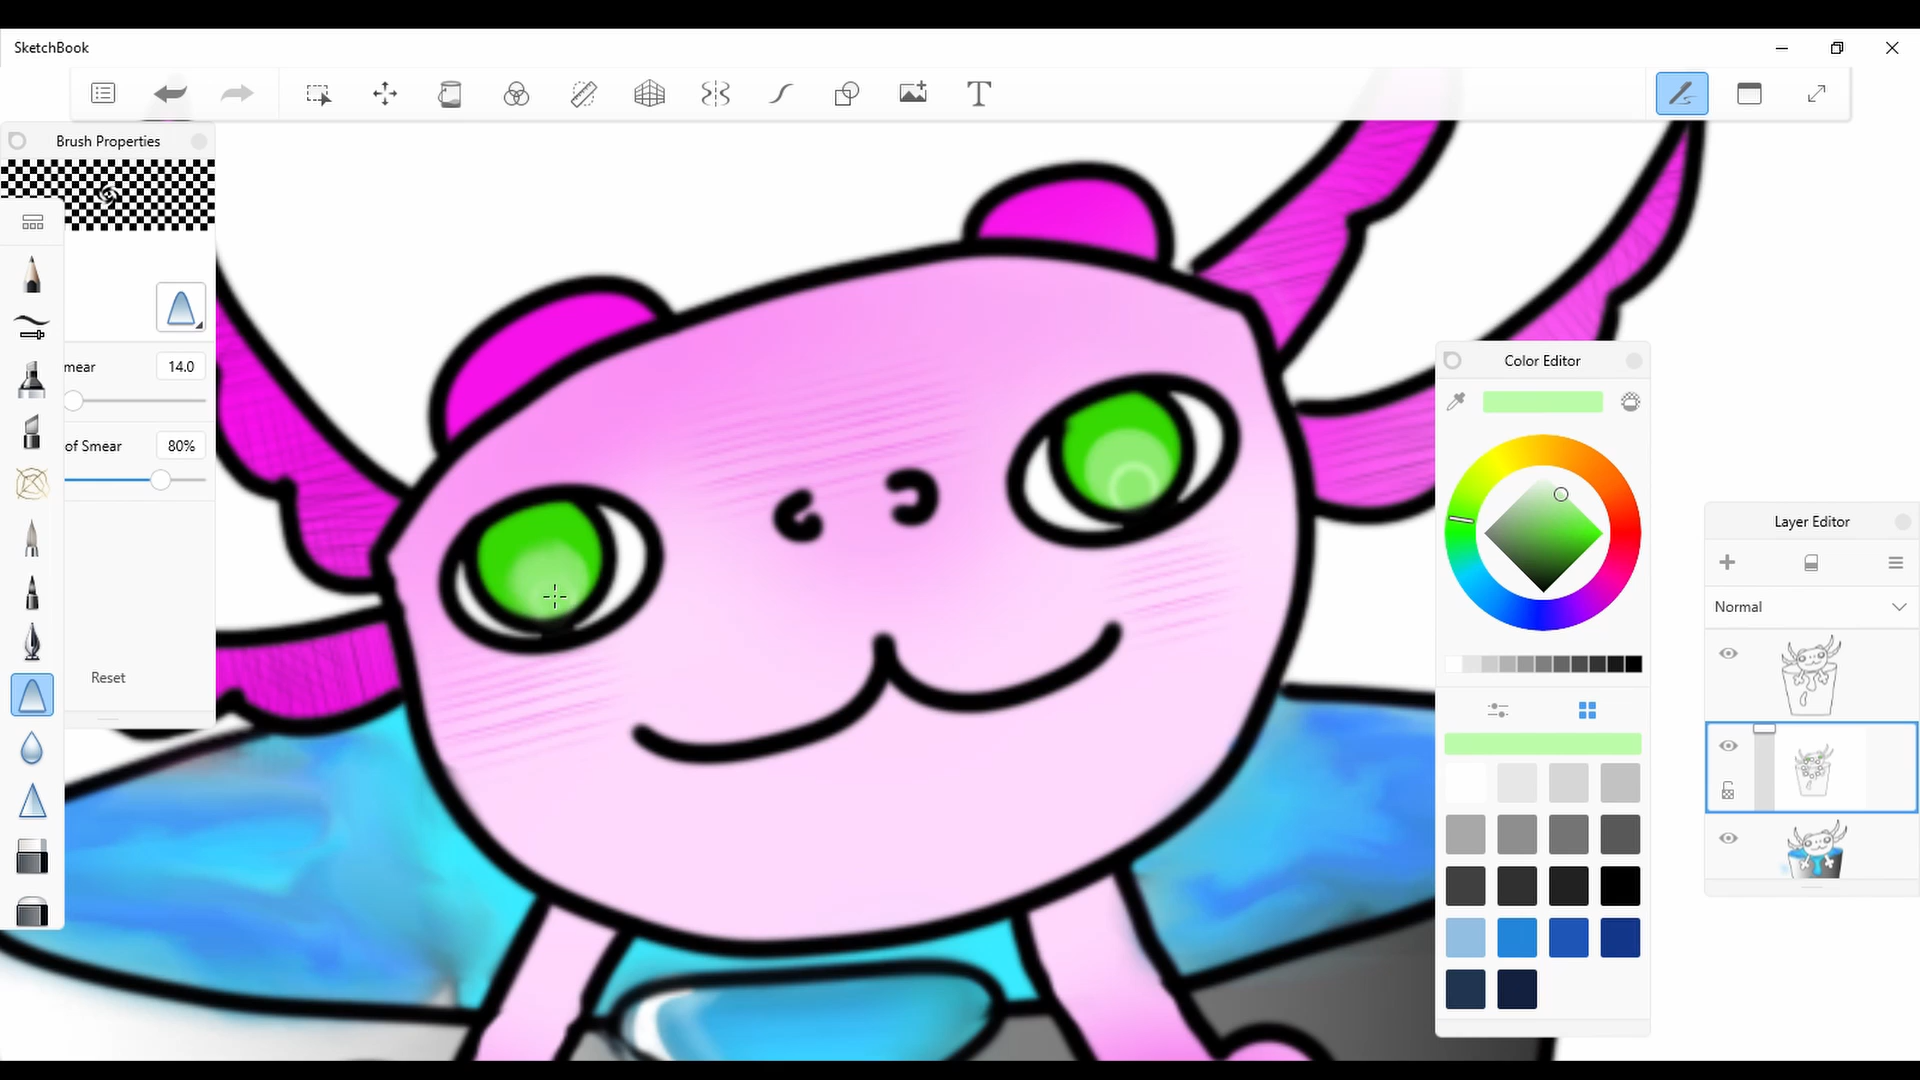 SketchBook
Brush Properties
mear 14.0
of Smear 80%
Reset
Color Editor
Layer Editor
Normal